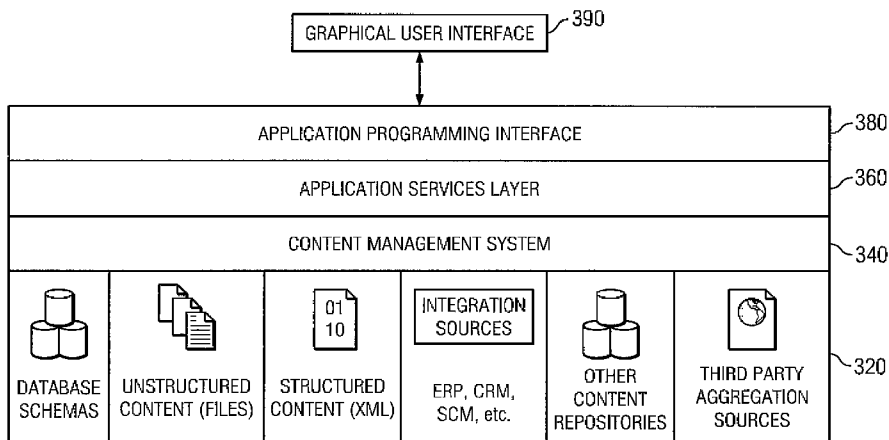 GRAPHICAL USER INTERFACE
390
APPLICATION PROGRAMMING INTERFACE
380
APPLICATION SERVICES LAYER
360
CONTENT MANAGEMENT SYSTEM
340
DATABASE
SCHEMAS
UNSTRUCTURED
CONTENT (FILES)
01
10
STRUCTURED
CONTENT (XML)
INTEGRATION
SOURCES
ERP, CRM,
SCM, etc.
OTHER
CONTENT
REPOSITORIES
THIRD PARTY
AGGREGATION
SOURCES
320